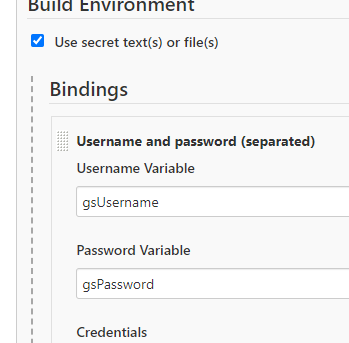 Build Environment
Use secret text(s) or file(s)
Bindings
Username and password (separated)
Username Variable
gsUsername
Password Variable
gsPassword
Credentials